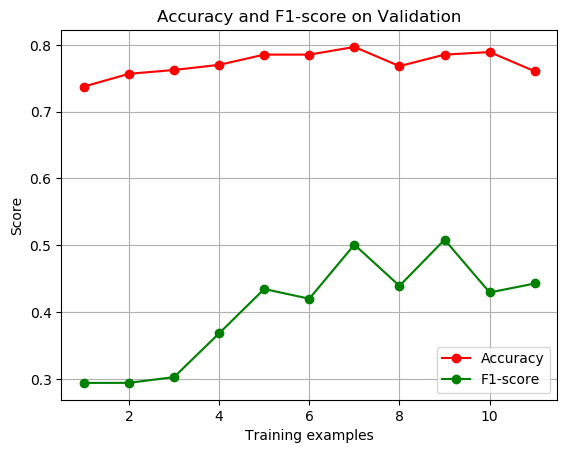 Accuracy and F1-score on Validation
0.8
0.7
0.6
0.5
0.4
0.3
Score
2 4 6 8 10
Training examples
Accuracy
F1-score